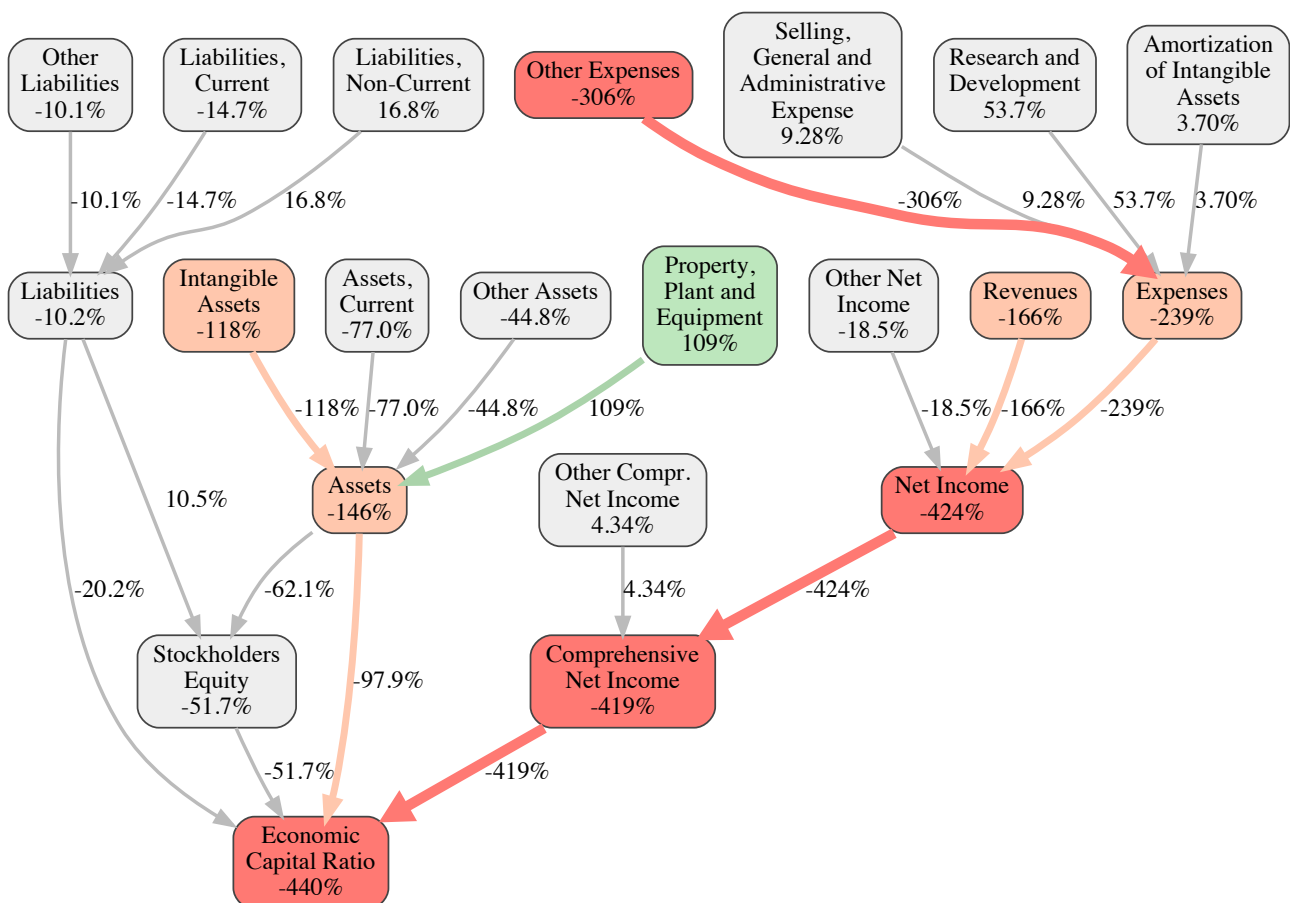 Other
Liabilities
-10.1%
Liabilities,
Current
-14.7%
Liabilities,
Non-Current
16.8%
Other Expenses
-306%
Selling,
General and
Administrative
Expense
9.28%
Research and
Development
53.7%
Amortization
of Intangible
Assets
3.70%
-10.1%
-14.7%
16.8%
-306%
9.28%
53.7%
3.70%
Liabilities
-10.2%
Intangible
Assets
-118%
Assets,
Current
-77.0%
Other Assets
-44.8%
Property,
Plant and
Equipment
109%
Other Net
Income
-18.5%
Revenues
-166%
Expenses
-239%
-118%
-77.0%
-44.8%
109%
-18.5%
-166%
-239%
10.5%
Assets
-146%
Other Compr.
Net Income
4.34%
Net Income
-424%
-20.2%
-62.1%
4.34%
-424%
Stockholders
Equity
-51.7%
-97.9%
Comprehensive
Net Income
-419%
-51.7%
-419%
Economic
Capital Ratio
-440%